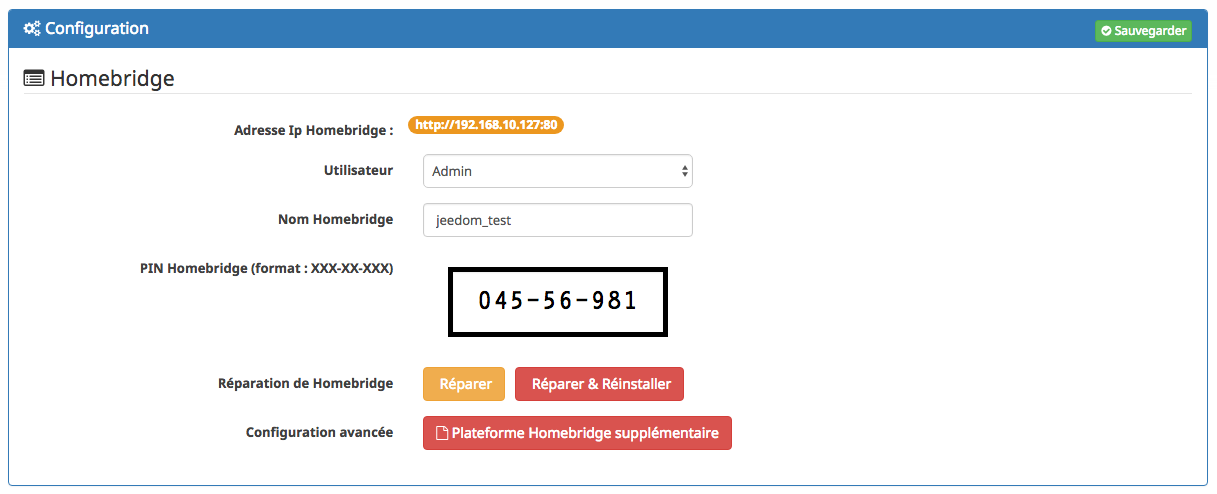 Configuration
Sauvegarder
Homebridge
Adresse Ip Homebridge : http://192.168.10.127:80
Utilisateur Admin
Nom Homebridge jeedom_test
PIN Homebridge (format : XXX-XX-XXX) 045-56-981
Réparation de Homebridge Réparer Réparer & Réinstaller
Configuration avancée Plateforme Homebridge supplémentaire